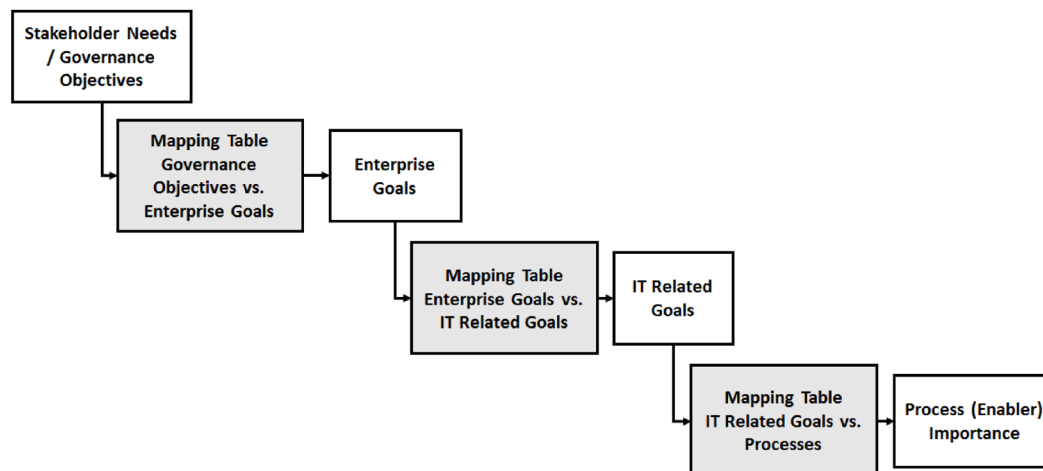 Stakeholder Needs
/ Governance
Objectives
Mapping Table
Governance
Objectives vs.
Enterprise Goals
Enterprise
Goals
Mapping Table
Enterprise Goals vs.
IT Related Goals
IT Related
Goals
Mapping Table
IT Related Goals vs.
Processes
Process (Enabler)
Importance